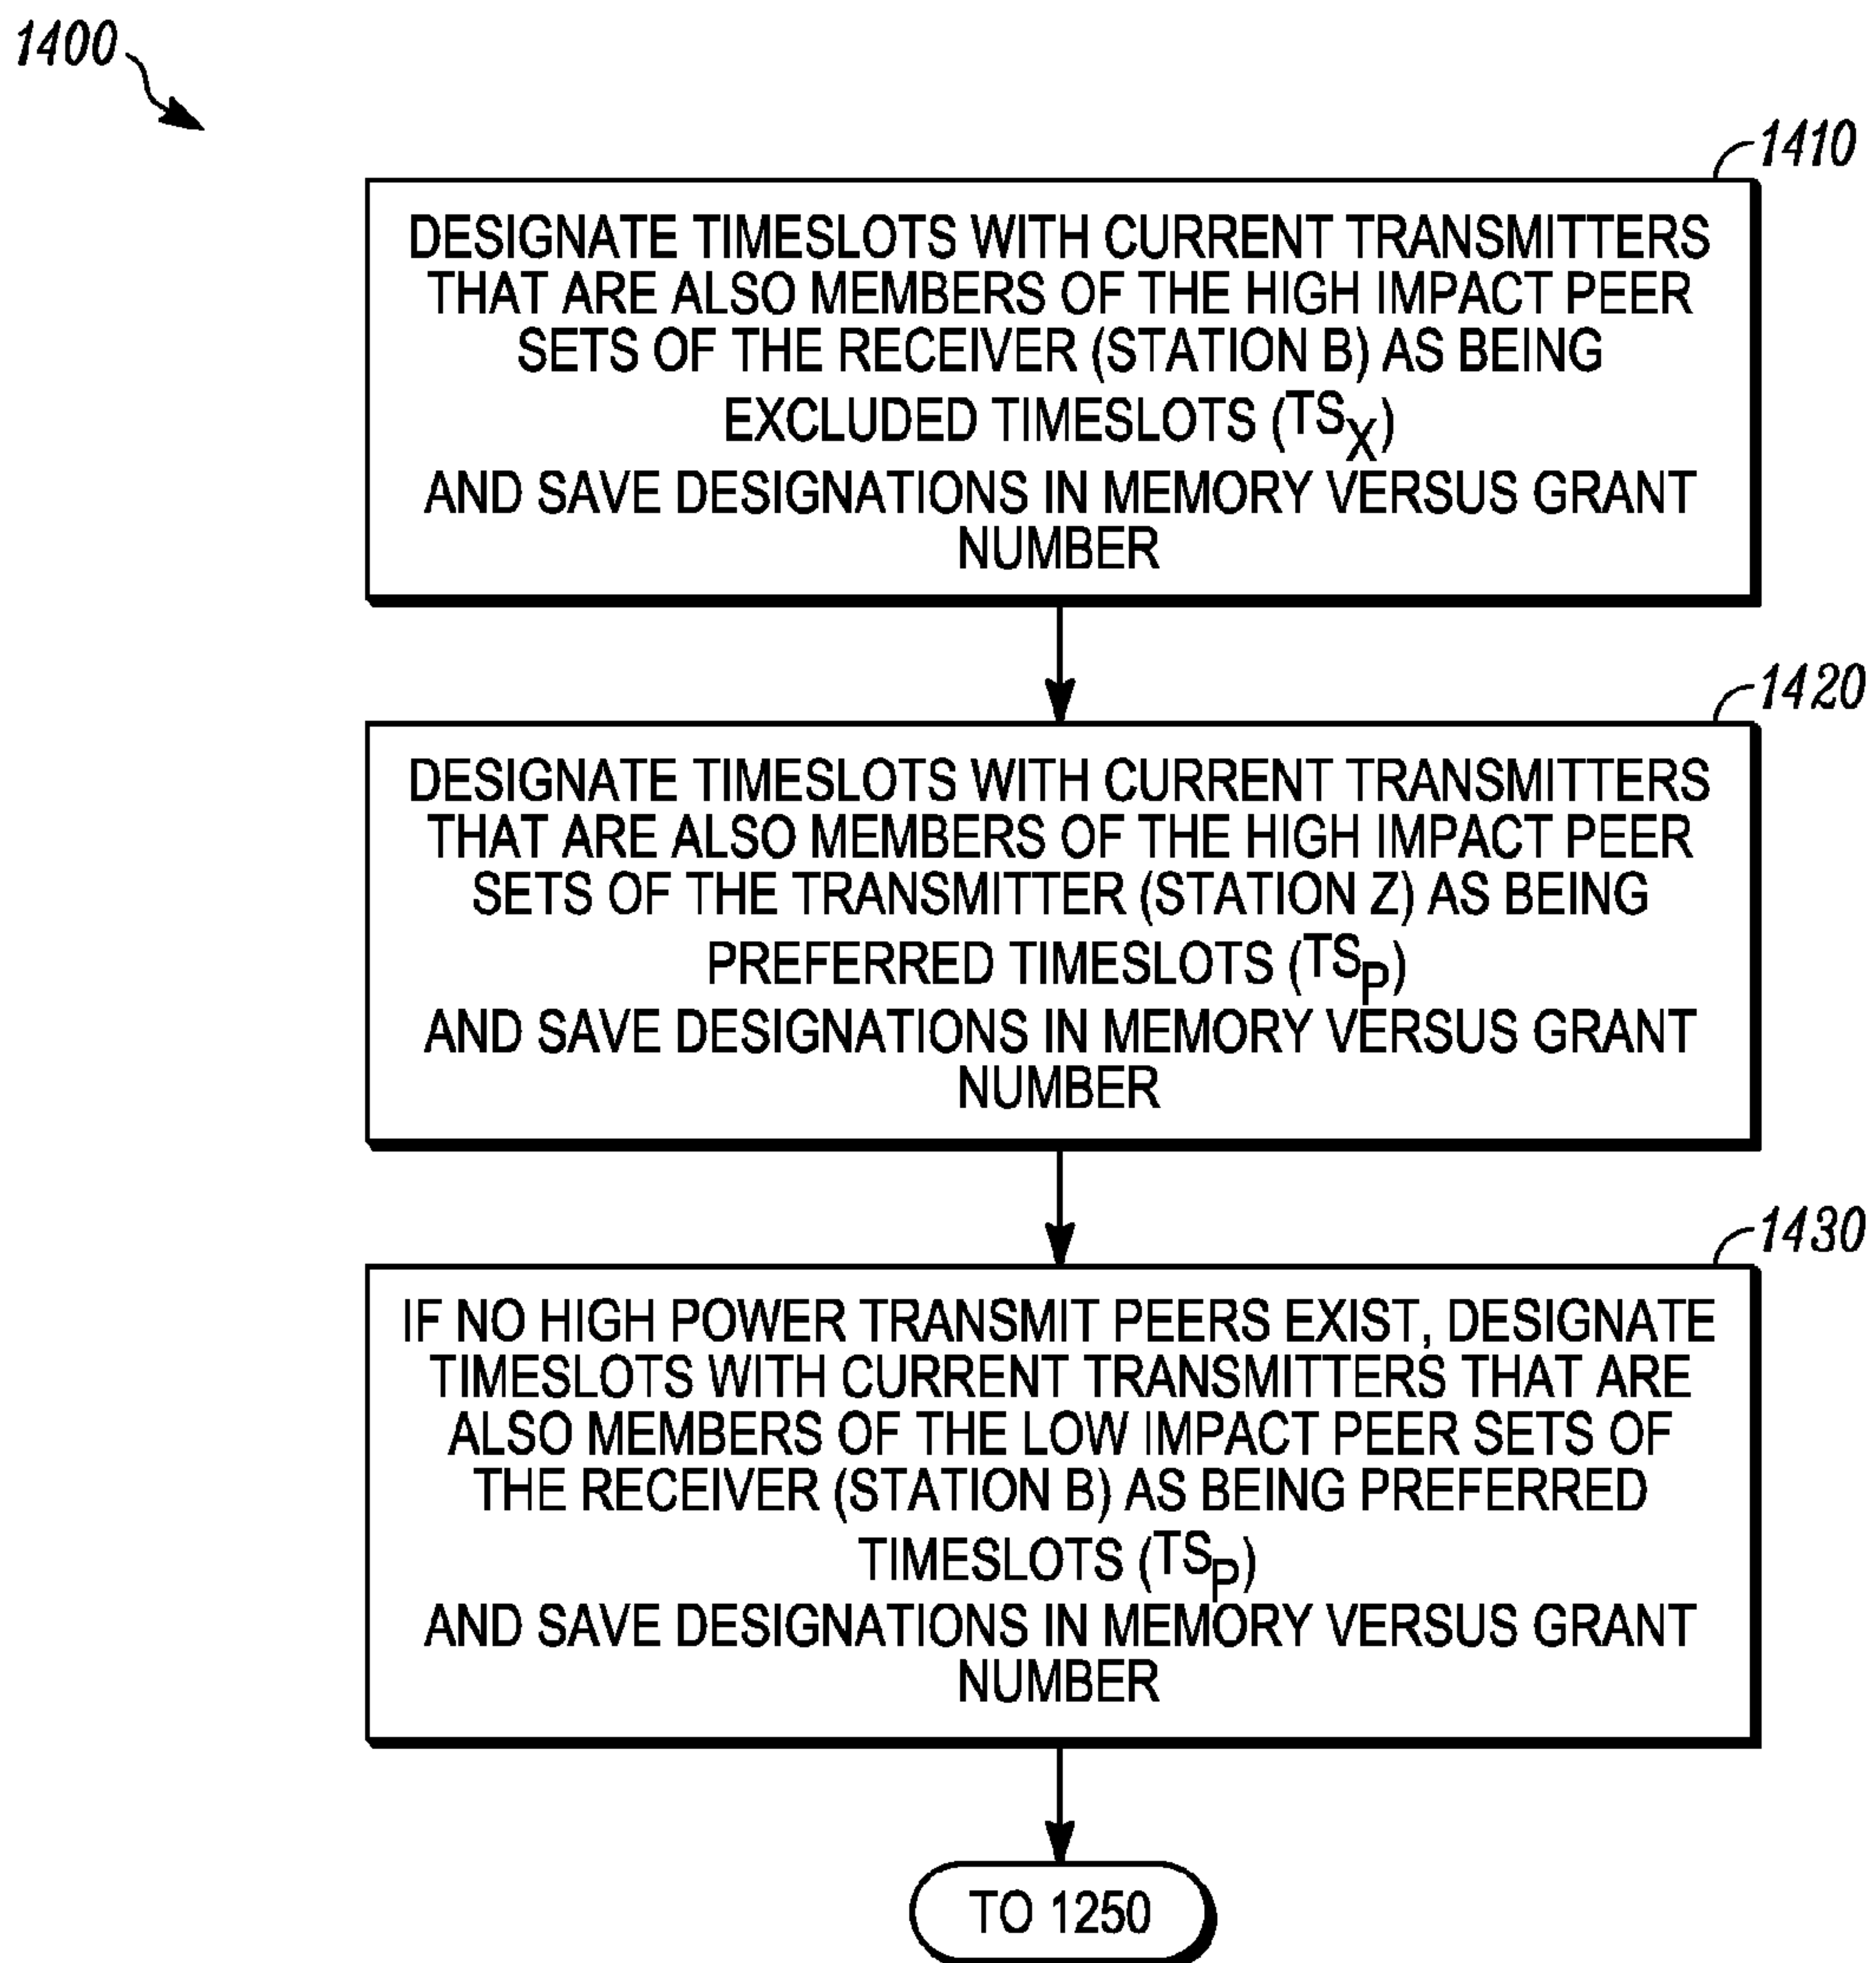 1400
1410
DESIGNATE TIMESLOTS WITH CURRENT TRANSMITTERS
THAT ARE ALSO MEMBERS OF THE HIGH IMPACT PEER
SETS OF THE RECEIVER (STATION B) AS BEING
EXCLUDED TIMESLOTS (TSX)
AND SAVE DESIGNATIONS IN MEMORY VERSUS GRANT
NUMBER
1420
DESIGNATE TIMESLOTS WITH CURRENT TRANSMITTERS
THAT ARE ALSO MEMBERS OF THE HIGH IMPACT PEER
SETS OF THE TRANSMITTER (STATION Z) AS BEING
PREFERRED TIMESLOTS (TSP)
AND SAVE DESIGNATIONS IN MEMORY VERSUS GRANT
NUMBER
1430
IF NO HIGH POWER TRANSMIT PEERS EXIST, DESIGNATE
TIMESLOTS WITH CURRENT TRANSMITTERS THAT ARE
ALSO MEMBERS OF THE LOW IMPACT PEER SETS OF
THE RECEIVER (STATION B) AS BEING PREFERRED
TIMESLOTS (TSP)
AND SAVE DESIGNATIONS IN MEMORY VERSUS GRANT
NUMBER
TO 1250